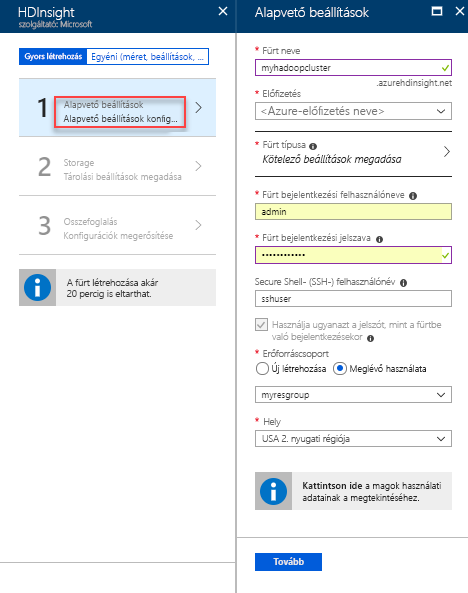 HDInsight
szolgáltató: Microsoft
Gyors létrehozás
Egyéni (méret, beállítások, ...
1
Alapvető beállítások
Alapvető beállítások konfig...
2
Storage
Tárolási beállítások megadása
3
Összefoglalás
Konfigurációk megerősítése
A fürt létrehozása akár
20 percig is eltarthat.
Alapvető beállítások
* Fürt neve
myhadoopcluster
.azurehdinsight.net
* Előfizetés
<Azure-előfizetés neve>
* Fürt típusa
Kötelező beállítások megadása
* Fürt bejelentkezési felhasználóneve
admin
* Fürt bejelentkezési jelszava
••••••••••••
Secure Shell- (SSH-) felhasználónév
sshuser
Használja ugyanazt a jelszót, mint a fürtbe
való bejelentkezésekor
* Erőforráscsoport
Új létrehozása
Meglévő használata
myresgroup
* Hely
USA 2. nyugati régiója
Kattintson ide a magok használati
adatainak a megtekintéséhez.
Tovább